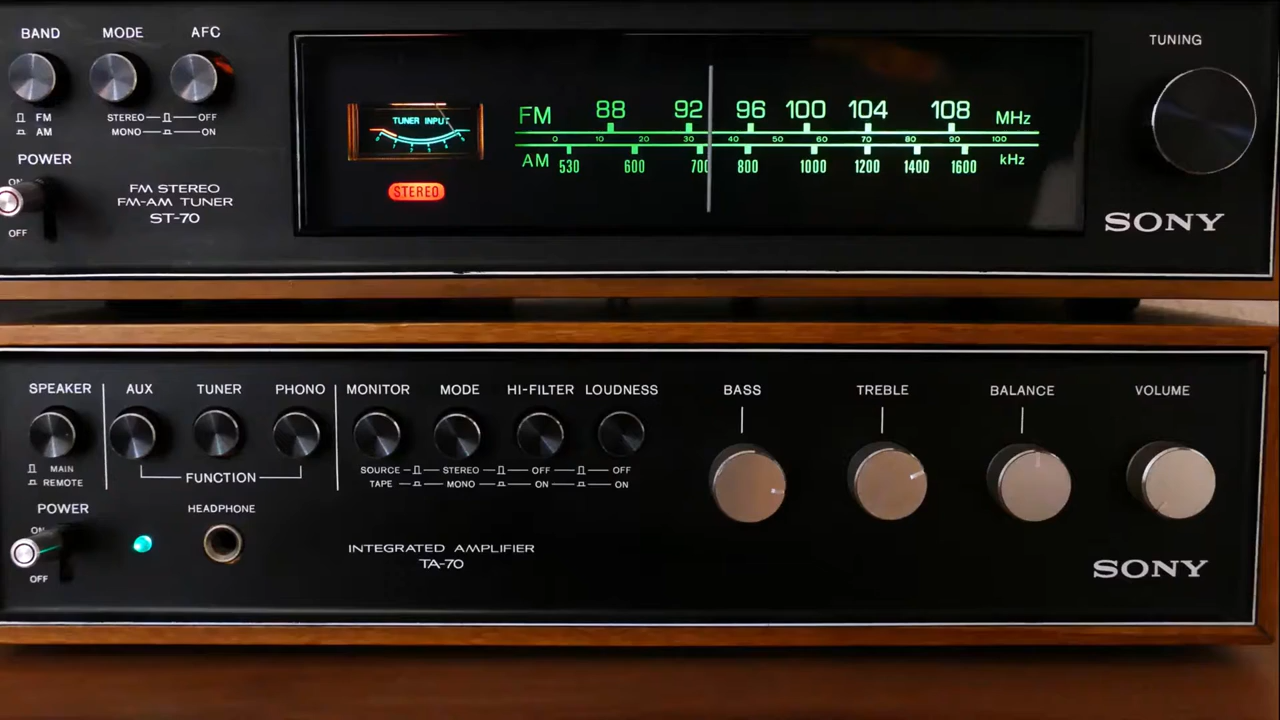 BAND MODE AFC
FM
AM
STEREO OFF
MONO ON
POWER
ON
OFF
FM STEREO
FM-AM TUNER
ST-70
TUNER INPUT
STEREO
FM 88 92 96 100 104 108 MHz
0 10 20 30 40 50 60 70 80 90 100
AM 530 600 700 800 1000 1200 1400 1600 kHz
TUNING
SONY
SPEAKER AUX TUNER PHONO MONITOR MODE HI-FILTER LOUDNESS BASS TREBLE BALANCE VOLUME
MAIN
REMOTE
FUNCTION
SOURCE STEREO OFF OFF
TAPE MONO ON ON
POWER
ON
OFF
HEADPHONE
INTEGRATED AMPLIFIER
TA-70
SONY